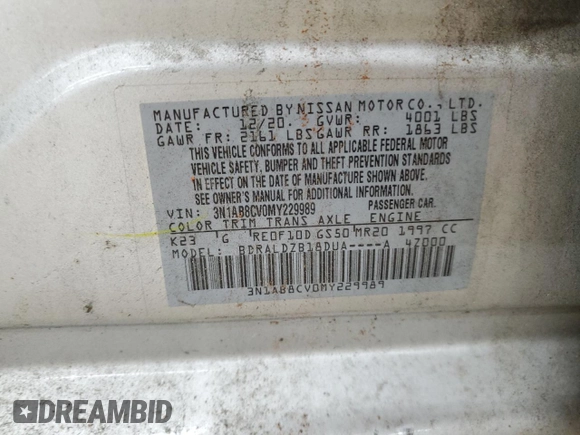 MANUFACTURED BY NISSAN MOTOR CO., LTD.
DATE: 12/20 GVWR: 4001 LBS
GAWR FR: 2161 LBS GAWR RR: 1863 LBS
THIS VEHICLE CONFORMS TO ALL APPLICABLE FEDERAL MOTOR
VEHICLE SAFETY, BUMPER AND THEFT PREVENTION STANDARDS
IN EFFECT ON THE DATE OF MANUFACTURE SHOWN ABOVE.
SEE OWNER'S MANUAL FOR ADDITIONAL INFORMATION.
VIN: 3N1AB8CV0MY229989 PASSENGER CAR.
COLOR TRIM TRANS AXLE ENGINE
K23 G RE0F10D GS50 MR20 1997 CC
MODEL: BDRALDZB18DUA----A 4Z000
3N1AB8CV0MY229989
DREAMBID